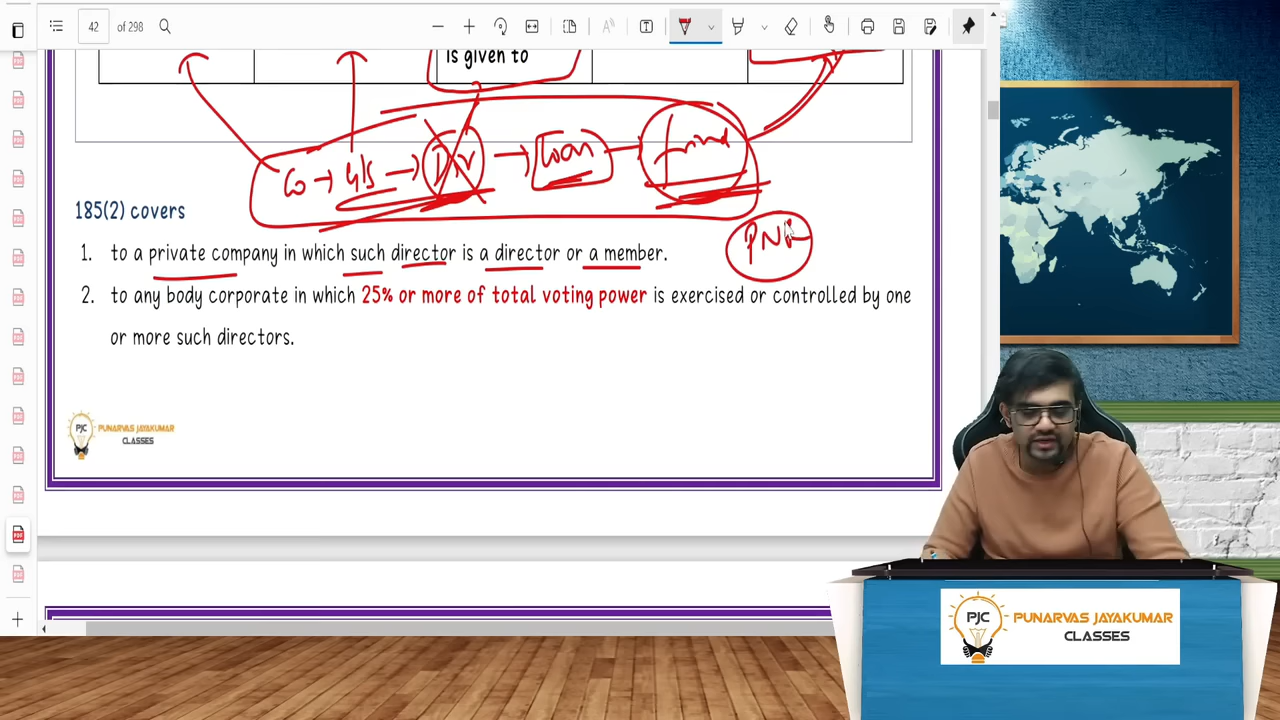 42 of 298
is given to
Co → u/s → Dir → Loan fund
185(2) covers
1. to a private company in which such director is a director or a member.
2. to any body corporate in which 25% or more of total voting power is exercised or controlled by one
or more such directors.
PJC PUNARVAS JAYAKUMAR
CLASSES
PJC PUNARVAS JAYAKUMAR
CLASSES